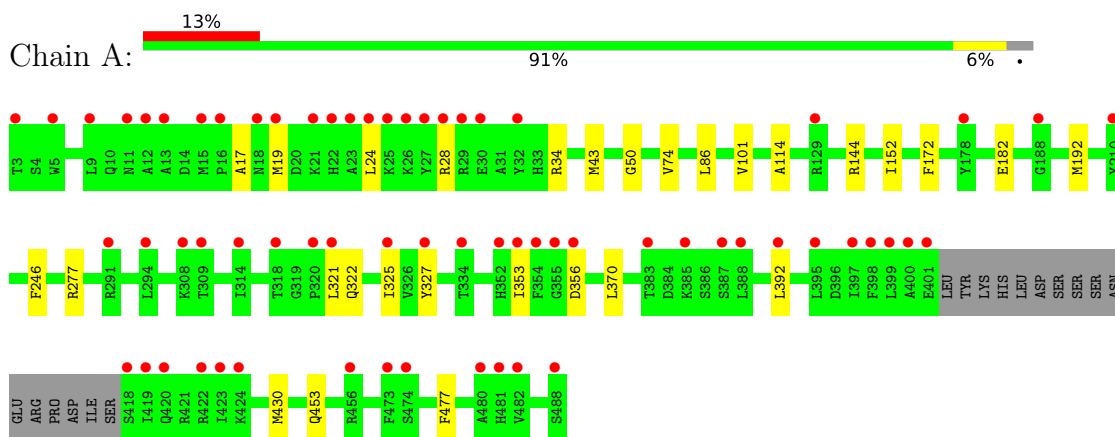 13%
Chain A:
91% 6% •
T3 S4 W5 L9 Q10 N11 A12 A13 D14 M15 P16 A17 N18 M19 D20 K21 H22 A23 L24 K25 K26 Y27 R28 R29 E30 A31 Y32 H33 R34 M43 G50 V74 L86 V101 A114 R129 R144 I152 F172 Y178 E182 G188 M192
F246 R277 R291 L294 K308 T309 I314 T318 G319 P320 L321 Q322 I325 V326 Y327 T334 H352 I353 F354 G355 D356 L370 T383 D384 K385 S386 S387 L388 L392 L395 D396 I397 F398 L399 A400 E401 LEU TYR LYS HIS LEU ASP SER SER SER ASN
GLU ARG PRO ASP ILE SER S418 I419 Q420 R421 R422 I423 K424 M430 Q453 R456 F473 S474 F477 A480 H481 V482 S488